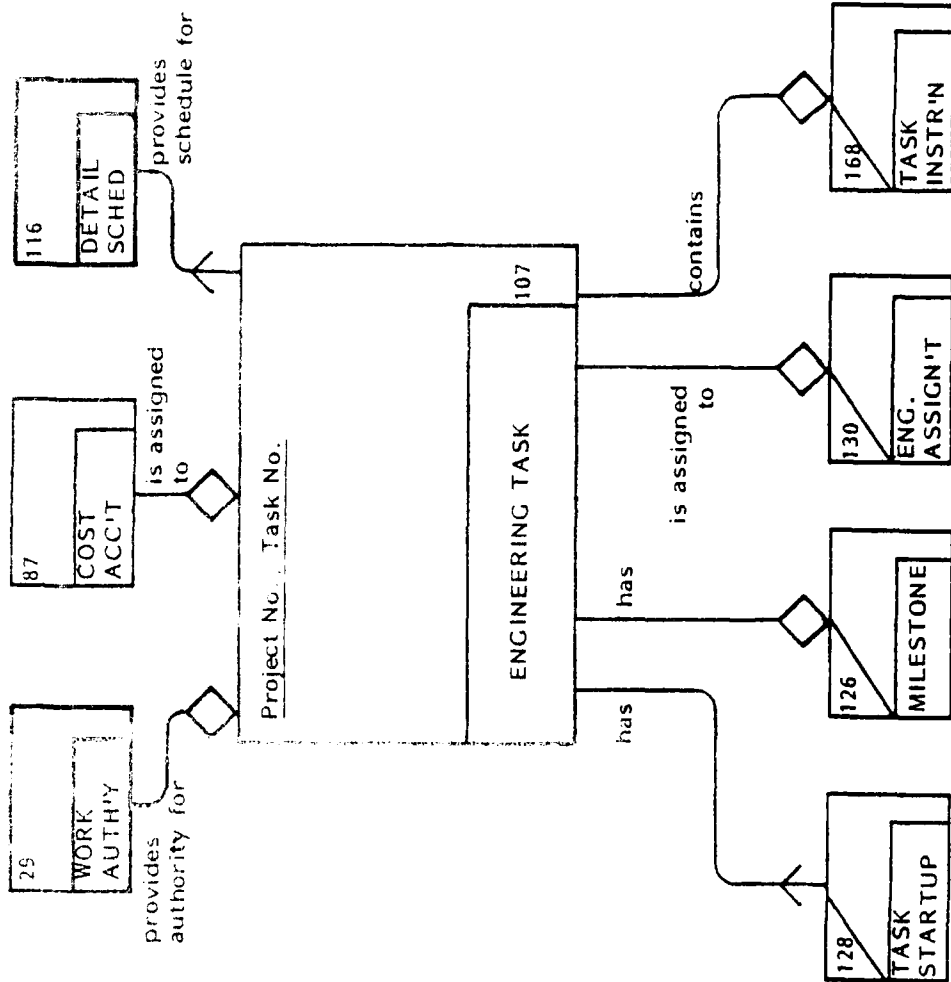 29
WORK
AUTH'Y
provides
authority for
87
COST
ACC'T
is assigned
to
116
DETAIL
SCHED
provides
schedule for
Project No., Task No.
107
ENGINEERING TASK
has
has
is assigned
to
contains
128
TASK
STARTUP
126
MILESTONE
130
ENG.
ASSIGN'T
168
TASK
INSTR'N